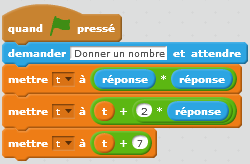 quand pressé
demander Donner un nombre et attendre
mettre t à réponse * réponse
mettre t à t + 2 * réponse
mettre t à t + 7